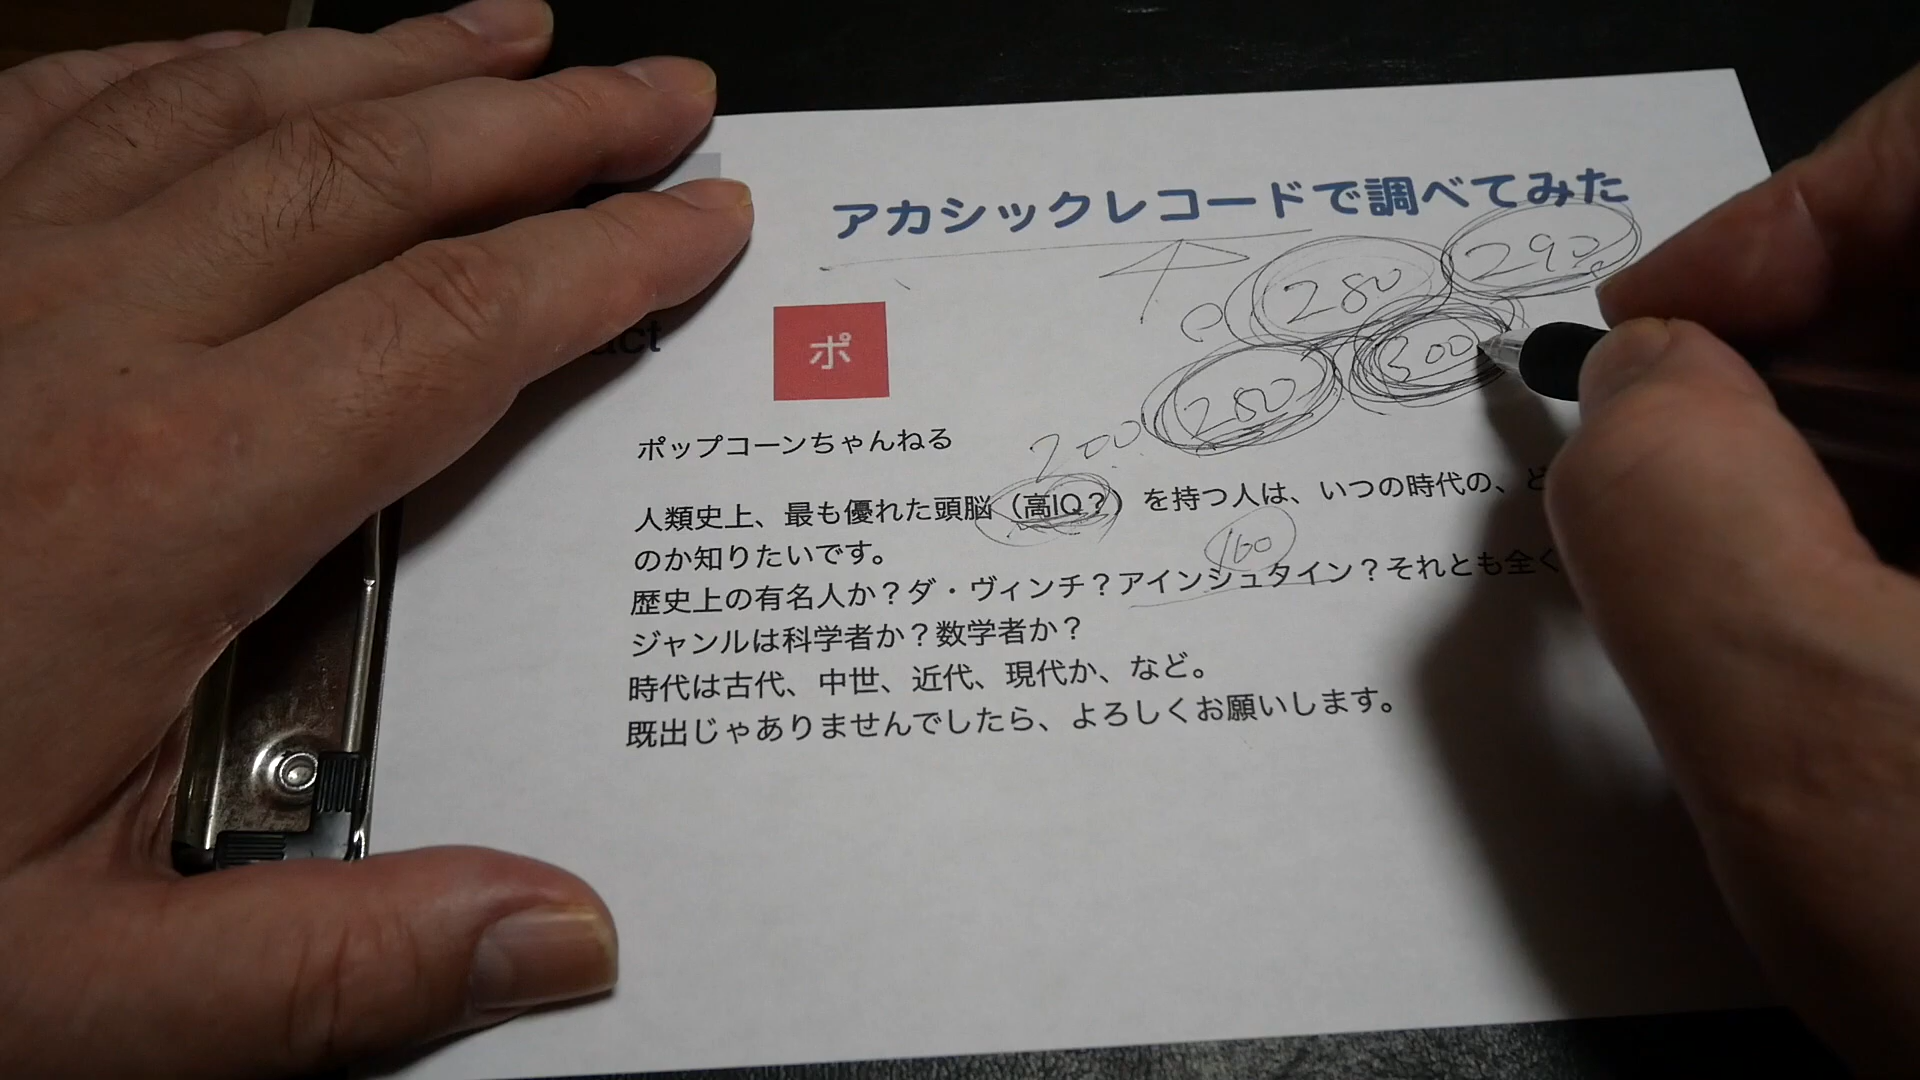 アカシックレコードで調べてみた
290
280
300
act
ポ
280
ポップコーンちゃんねる
200
人類史上、最も優れた頭脳（高IQ？）を持つ人は、いつの時代の、ど
160
のか知りたいです。
歴史上の有名人か？ダ・ヴィンチ？アインシュタイン？それとも全く
ジャンルは科学者か？数学者か？
時代は古代、中世、近代、現代か、など。
既出じゃありませんでしたら、よろしくお願いします。